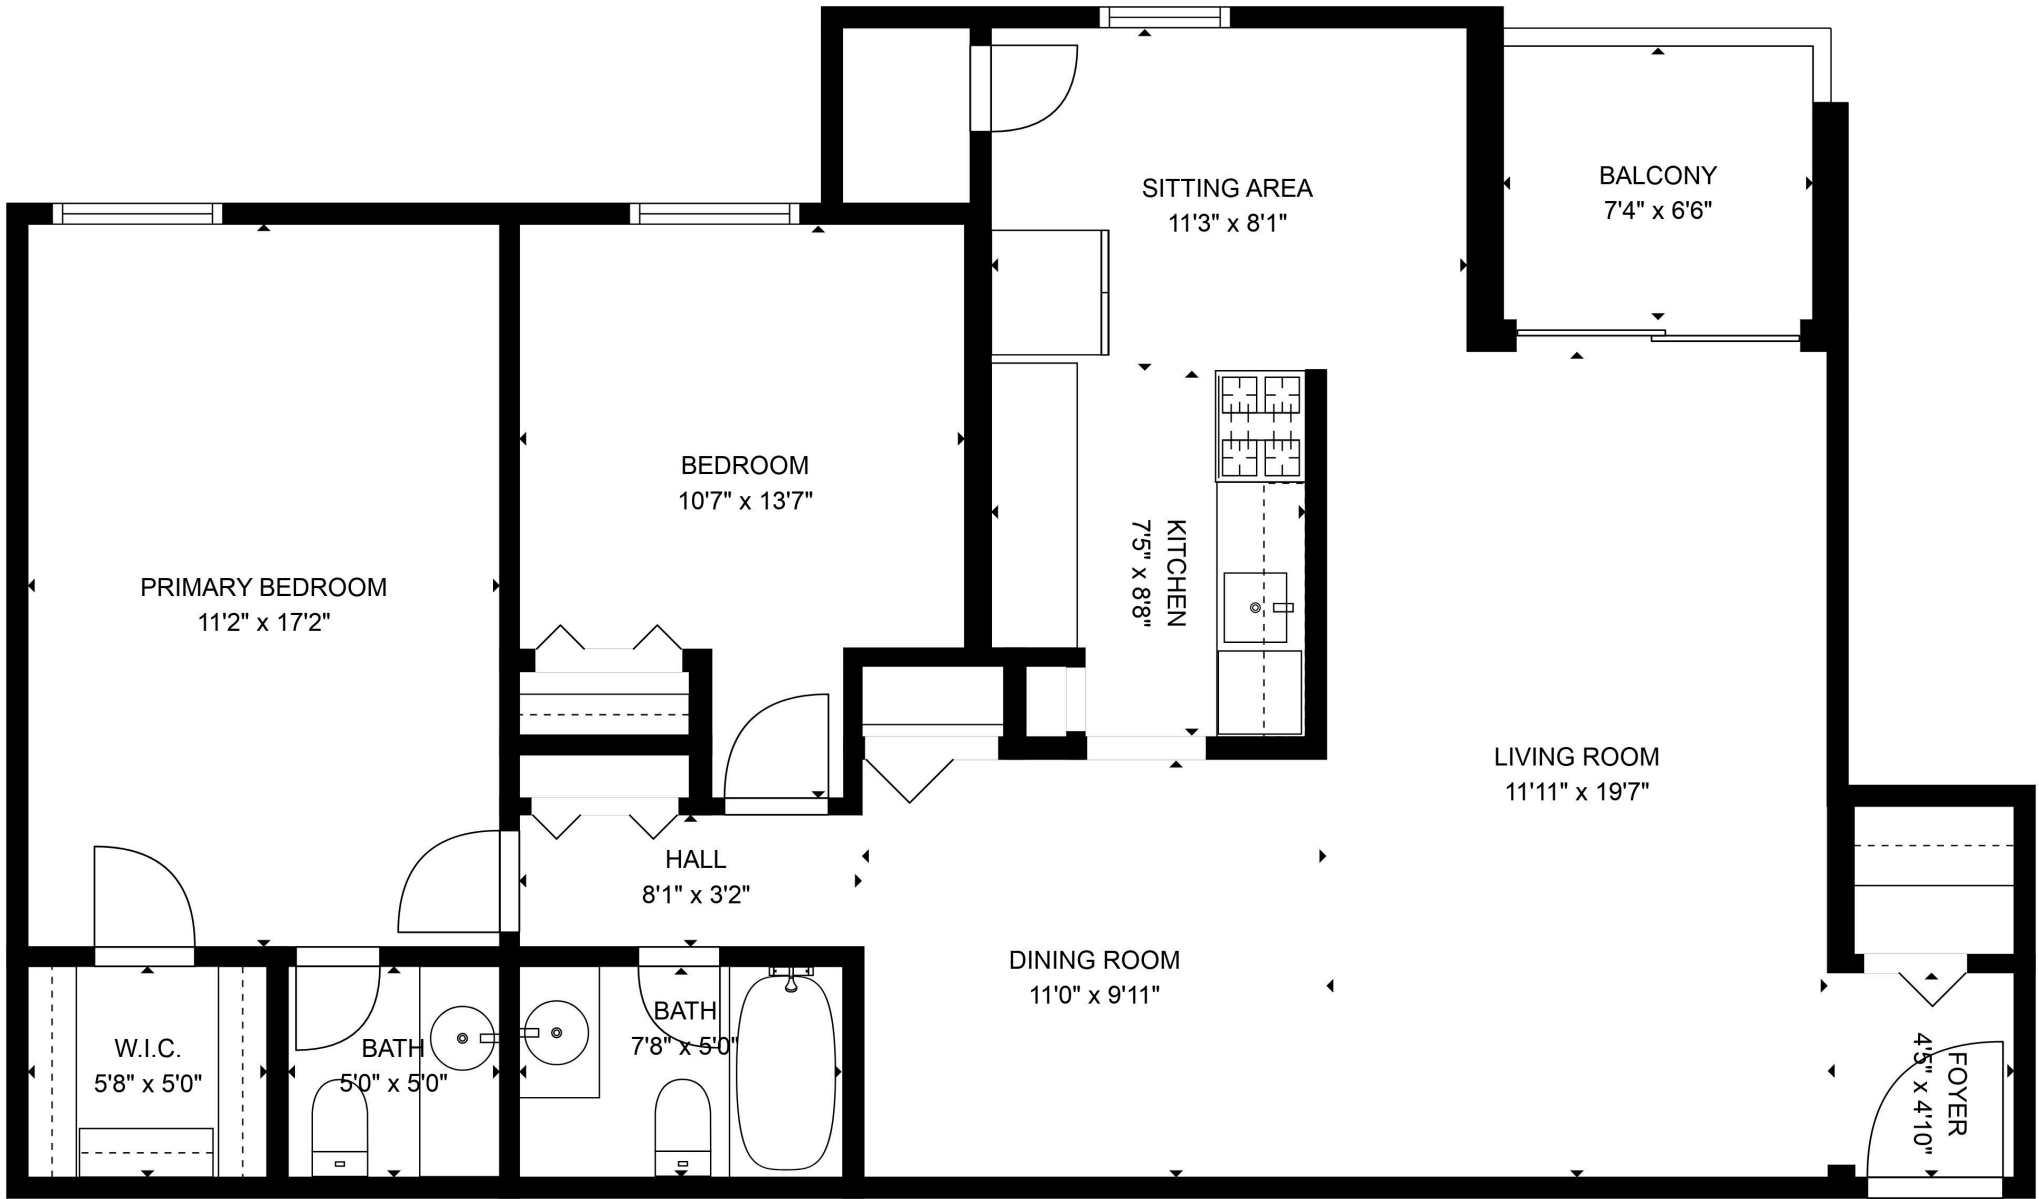 SITTING AREA
11'3" x 8'1"
BALCONY
7'4" x 6'6"
BEDROOM
10'7" x 13'7"
PRIMARY BEDROOM
11'2" x 17'2"
KITCHEN
7'5" x 8'8"
LIVING ROOM
11'11" x 19'7"
HALL
8'1" x 3'2"
DINING ROOM
11'0" x 9'11"
W.I.C.
5'8" x 5'0"
BATH
5'0" x 5'0"
BATH
7'8" x 5'0"
FOYER
4'5" x 4'10"